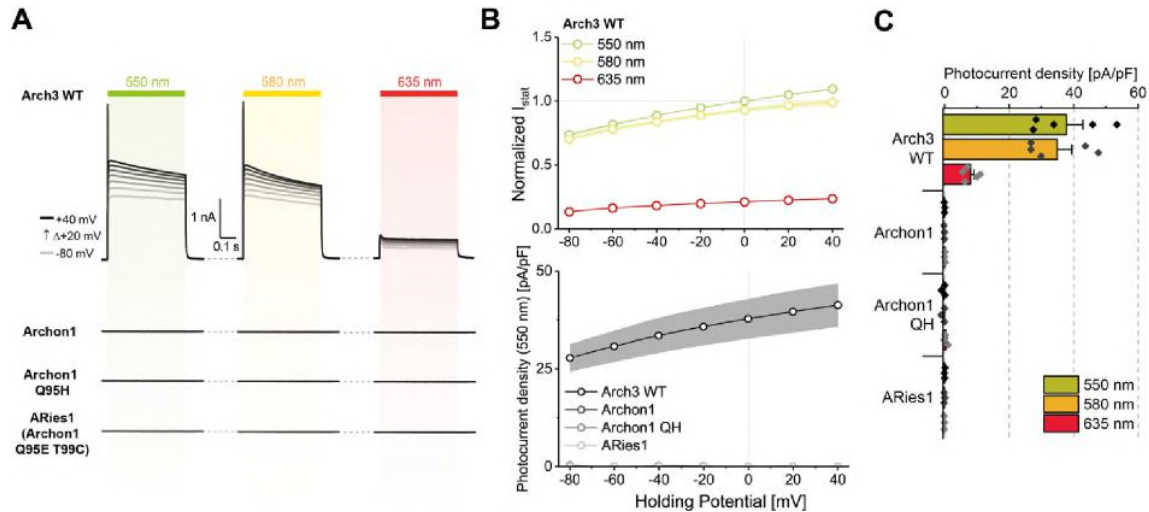 A
550 nm 580 nm 635 nm
Arch3 WT
+40 mV
↑ Δ+20 mV
-80 mV
1 nA
0.1 s
Archon1
Archon1
Q95H
ARies1
(Archon1
Q95E T99C)
B
Arch3 WT
550 nm
580 nm
635 nm
Normalized Istat
1.5
1.0
0.5
0.0
-80 -60 -40 -20 0 20 40
Photocurrent density (550 nm) [pA/pF]
50
25
0
Arch3 WT
Archon1
Archon1 QH
ARies1
-80 -60 -40 -20 0 20 40
Holding Potential [mV]
C
Photocurrent density [pA/pF]
0 20 40 60
Arch3
WT
Archon1
Archon1
QH
ARies1
550 nm
580 nm
635 nm